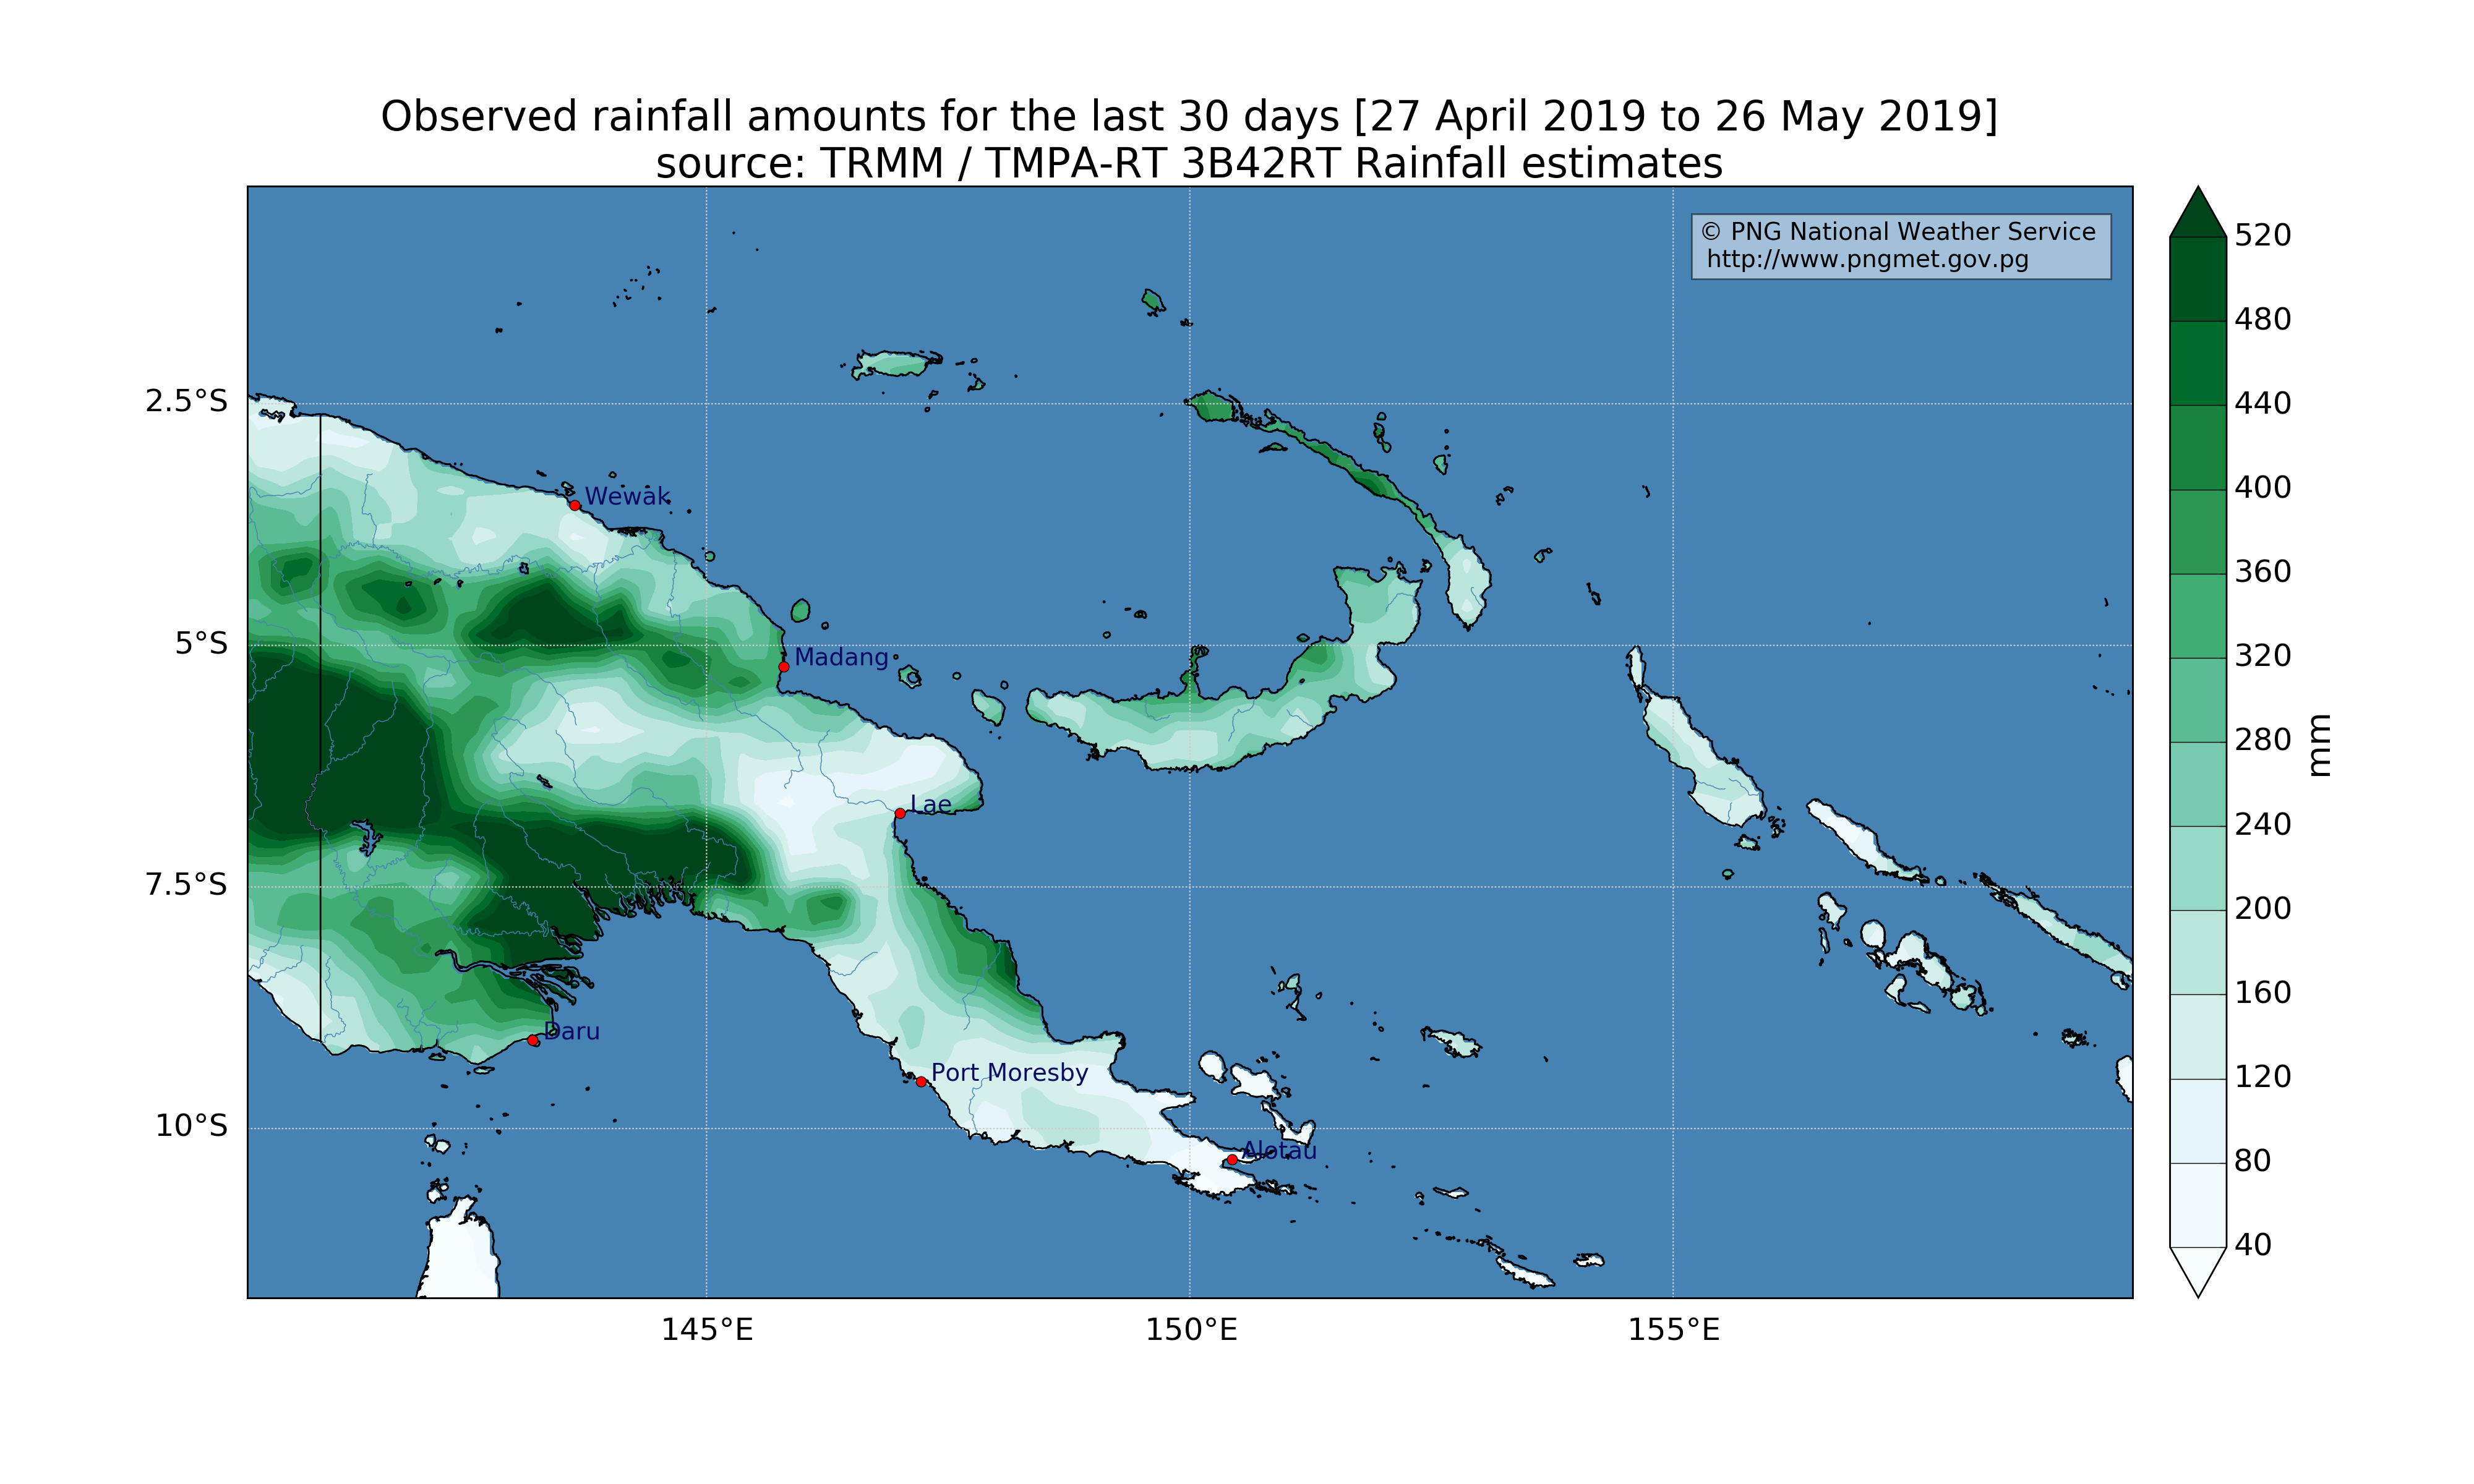 Observed rainfall amounts for the last 30 days [27 April 2019 to 26 May 2019]
source: TRMM / TMPA-RT 3B42RT Rainfall estimates
© PNG National Weather Service
http://www.pngmet.gov.pg
2.5°S
5°S
7.5°S
10°S
Wewak
Madang
Lae
Daru
Port Moresby
Alotau
145°E
150°E
155°E
520
480
440
400
360
320
280
240
200
160
120
80
40
mm